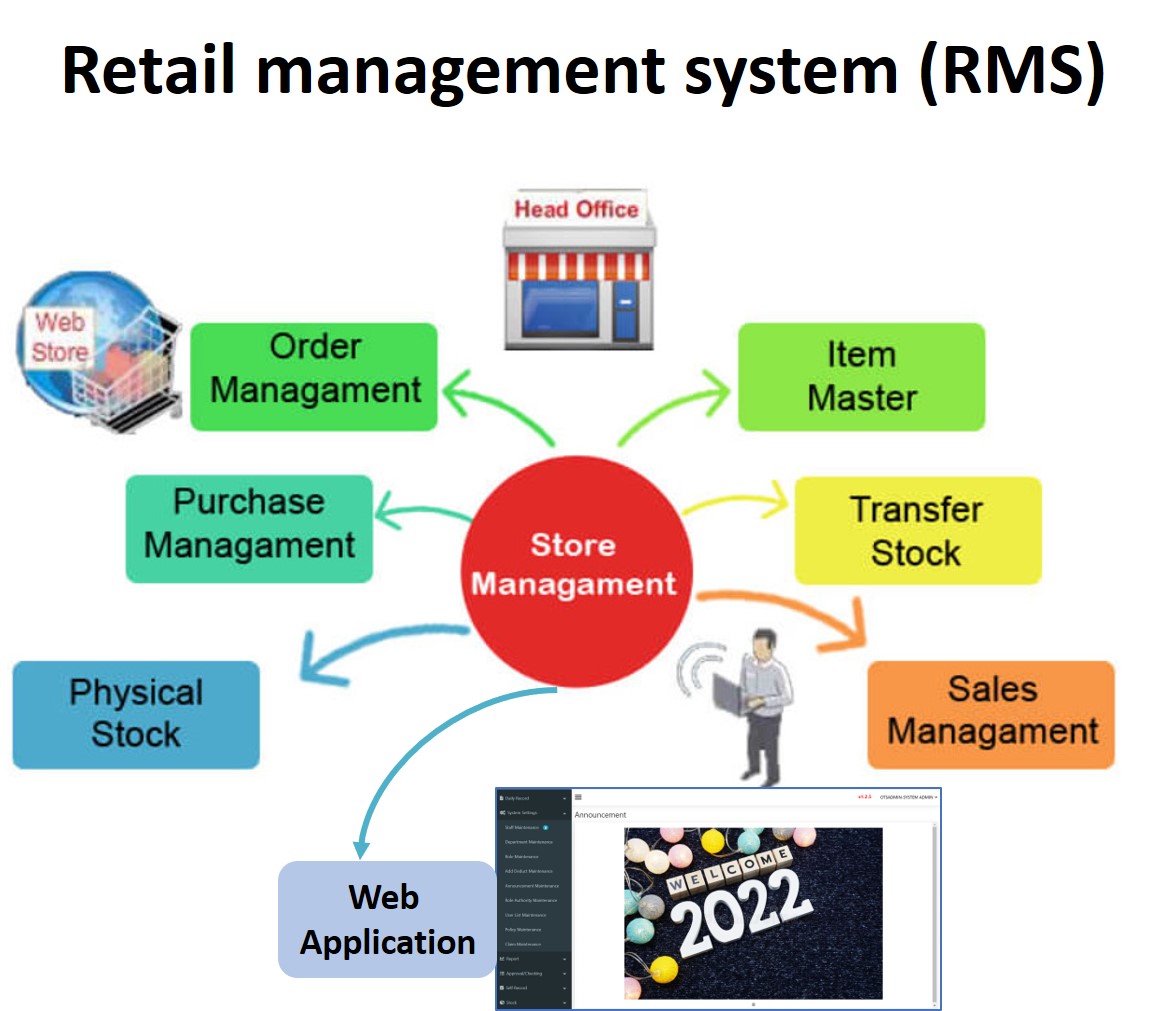 Retail management system (RMS)
Head Office
Web
Store
Order
Managament
Item
Master
Purchase
Managament
Transfer
Stock
Store
Managament
Physical
Stock
Sales
Managament
Web
Application
Daily Record
System Settings
Staff Maintenance
Department Maintenance
Role Maintenance
Add Deduct Maintenance
Announcement Maintenance
Role Authority Maintenance
User List Maintenance
Policy Maintenance
Claim Maintenance
Report
Approval/Checking
Self Record
Stock
v1.2.5
OTSADMIN-SYSTEM ADMIN
Announcement
WELCOME
2022